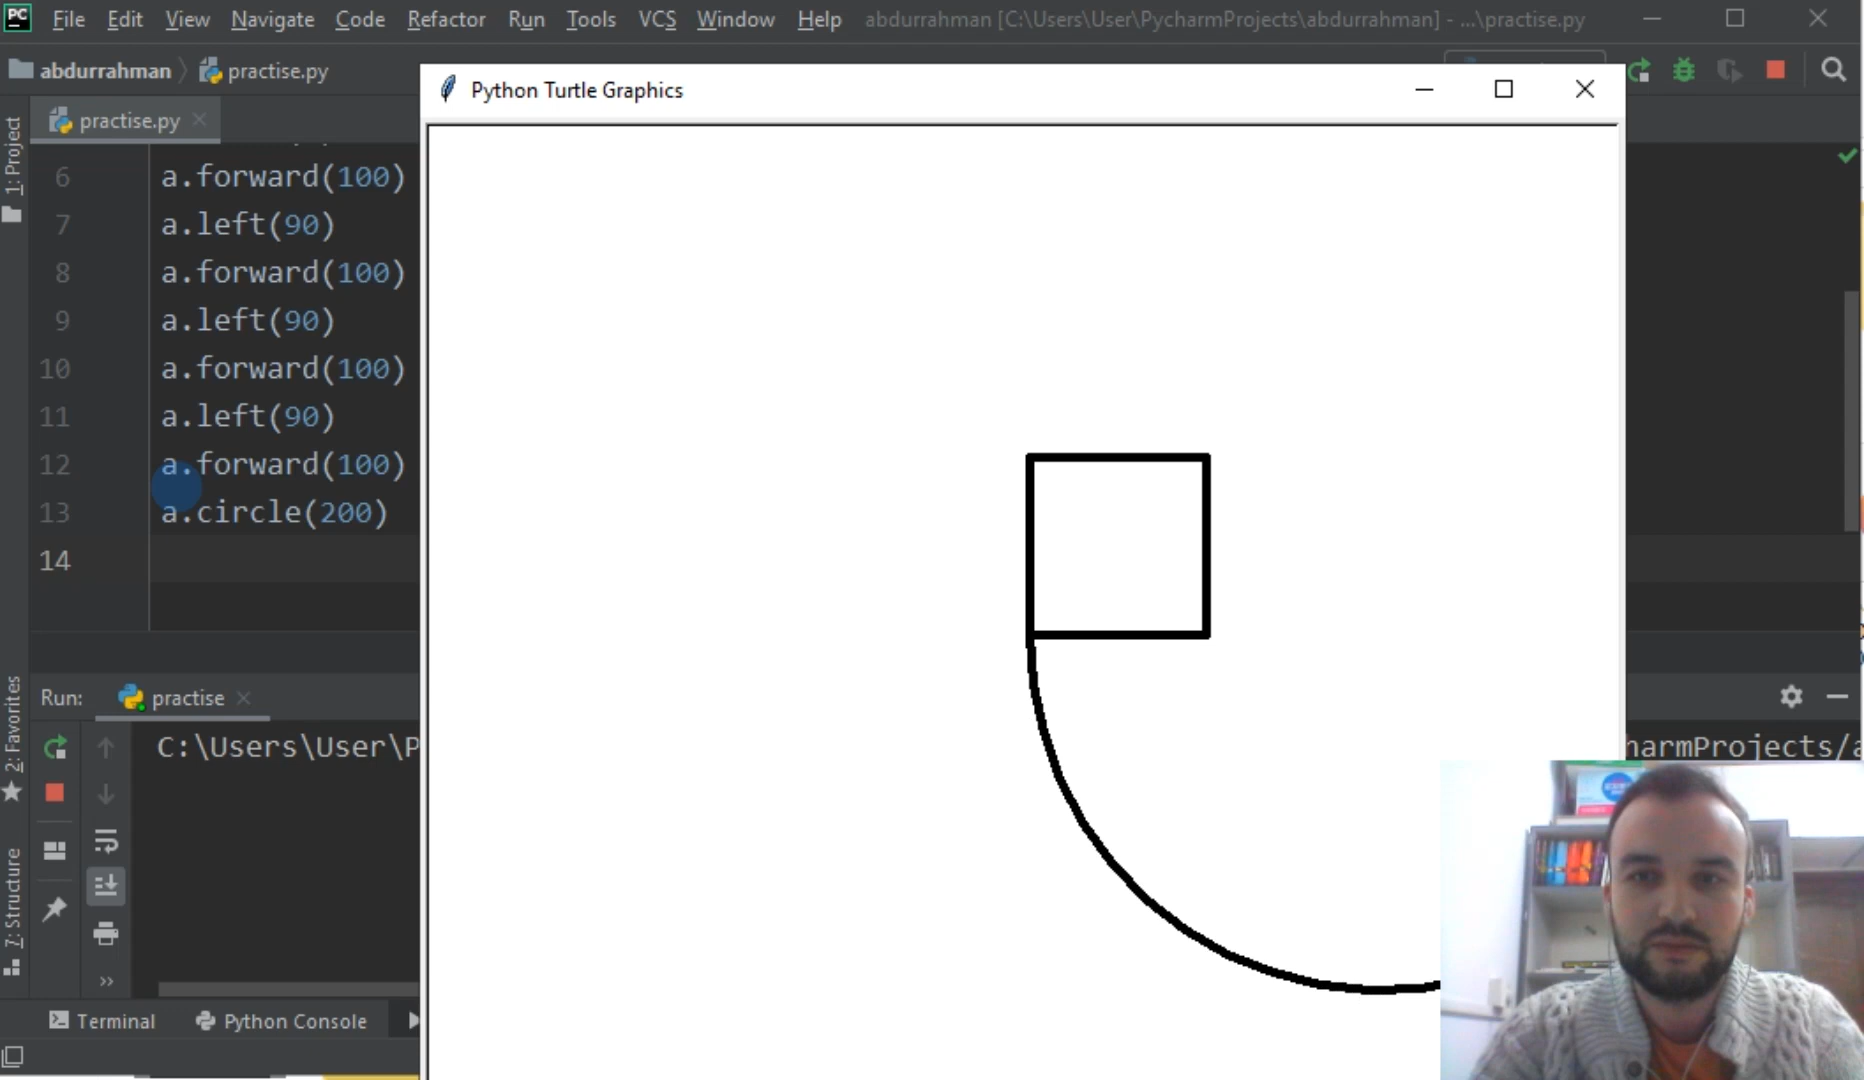 PC File Edit View Navigate Code Refactor Run Tools VCS Window Help abdurrahman [C:\Users\User\PycharmProjects\abdurrahman] - ...\practise.py
abdurrahman practise.py
Python Turtle Graphics
practise.py
1: Project
6 a.forward(100)
7 a.left(90)
8 a.forward(100)
9 a.left(90)
10 a.forward(100)
11 a.left(90)
12 a.forward(100)
13 a.circle(200)
14
2: Favorites
7: Structure
Run: practise
C:\Users\User\P
harmProjects/a
Terminal Python Console